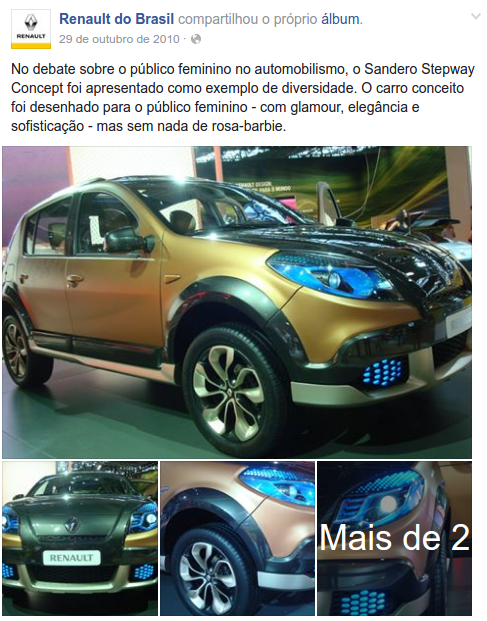 Renault do Brasil compartilhou o próprio álbum.
29 de outubro de 2010 ·
RENAULT
No debate sobre o público feminino no automobilismo, o Sandero Stepway
Concept foi apresentado como exemplo de diversidade. O carro conceito
foi desenhado para o público feminino - com glamour, elegância e
sofisticação - mas sem nada de rosa-barbie.
RENAULT
Mais de 2